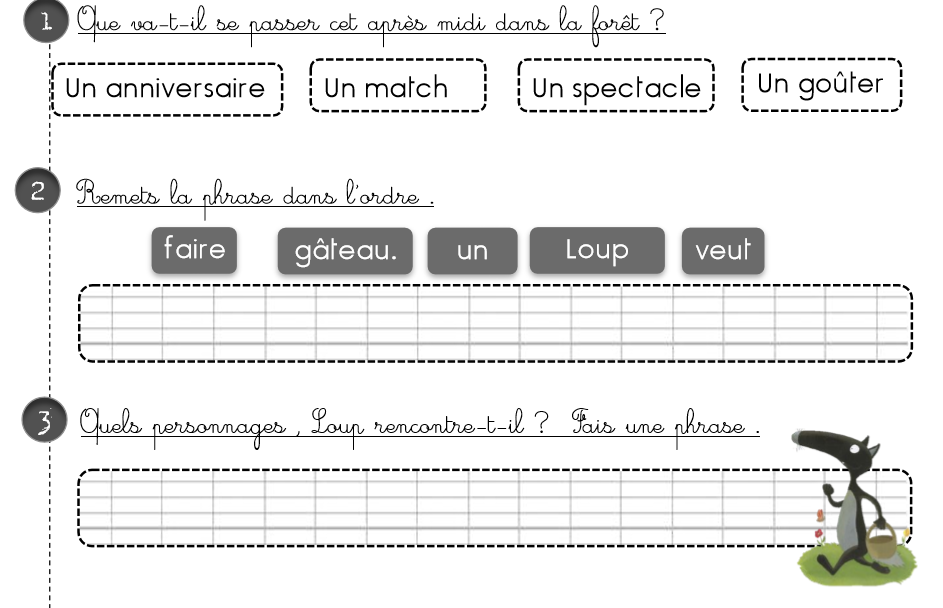 1 Que va-t-il se passer cet après midi dans la forêt ?
Un anniversaire Un match Un spectacle Un goûter
2 Remets la phrase dans l'ordre .
faire gâteau. un Loup veut
3 Quels personnages , Loup rencontre-t-il ? Fais une phrase .